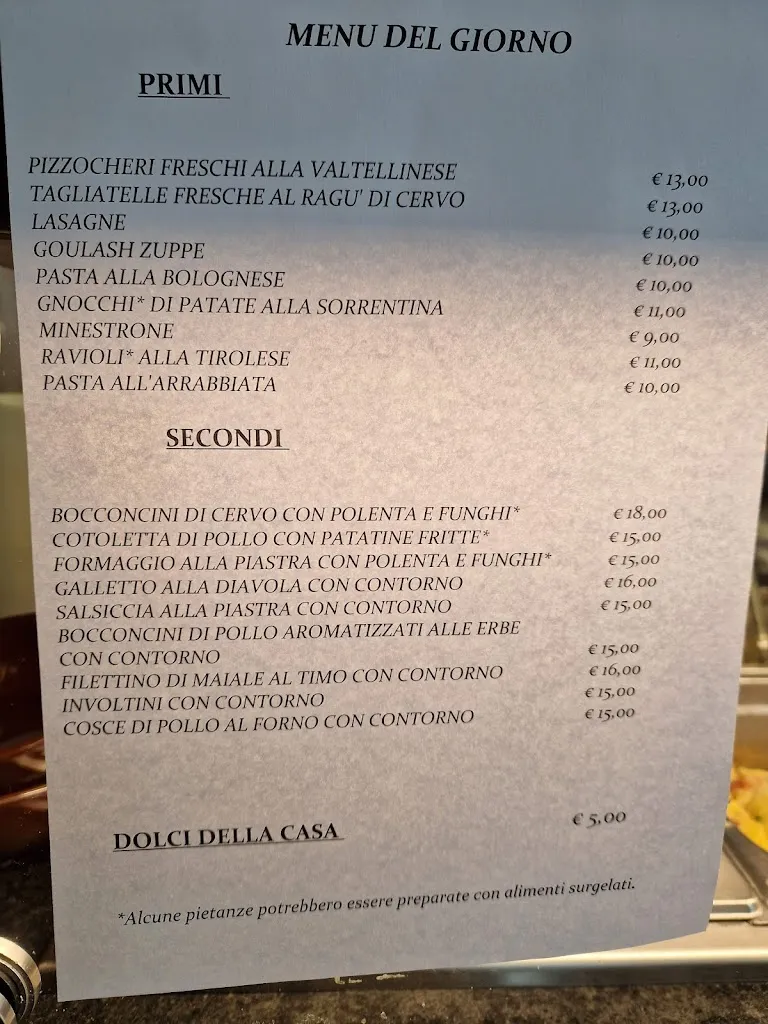 MENU DEL GIORNO
PRIMI
PIZZOCHERI FRESCHI ALLA VALTELLINESE € 13,00
TAGLIATELLE FRESCHE AL RAGU' DI CERVO € 13,00
LASAGNE € 10,00
GOULASH ZUPPE € 10,00
PASTA ALLA BOLOGNESE € 10,00
GNOCCHI* DI PATATE ALLA SORRENTINA € 11,00
MINESTRONE € 9,00
RAVIOLI* ALLA TIROLESE € 11,00
PASTA ALL'ARRABBIATA € 10,00
SECONDI
BOCCONCINI DI CERVO CON POLENTA E FUNGHI* € 18,00
COTOLETTA DI POLLO CON PATATINE FRITTE* € 15,00
FORMAGGIO ALLA PIASTRA CON POLENTA E FUNGHI* € 15,00
GALLETTO ALLA DIAVOLA CON CONTORNO € 16,00
SALSICCIA ALLA PIASTRA CON CONTORNO € 15,00
BOCCONCINI DI POLLO AROMATIZZATI ALLE ERBE
CON CONTORNO € 15,00
FILETTINO DI MAIALE AL TIMO CON CONTORNO € 16,00
INVOLTINI CON CONTORNO € 15,00
COSCE DI POLLO AL FORNO CON CONTORNO € 15,00
DOLCI DELLA CASA € 5,00
*Alcune pietanze potrebbero essere preparate con alimenti surgelati.